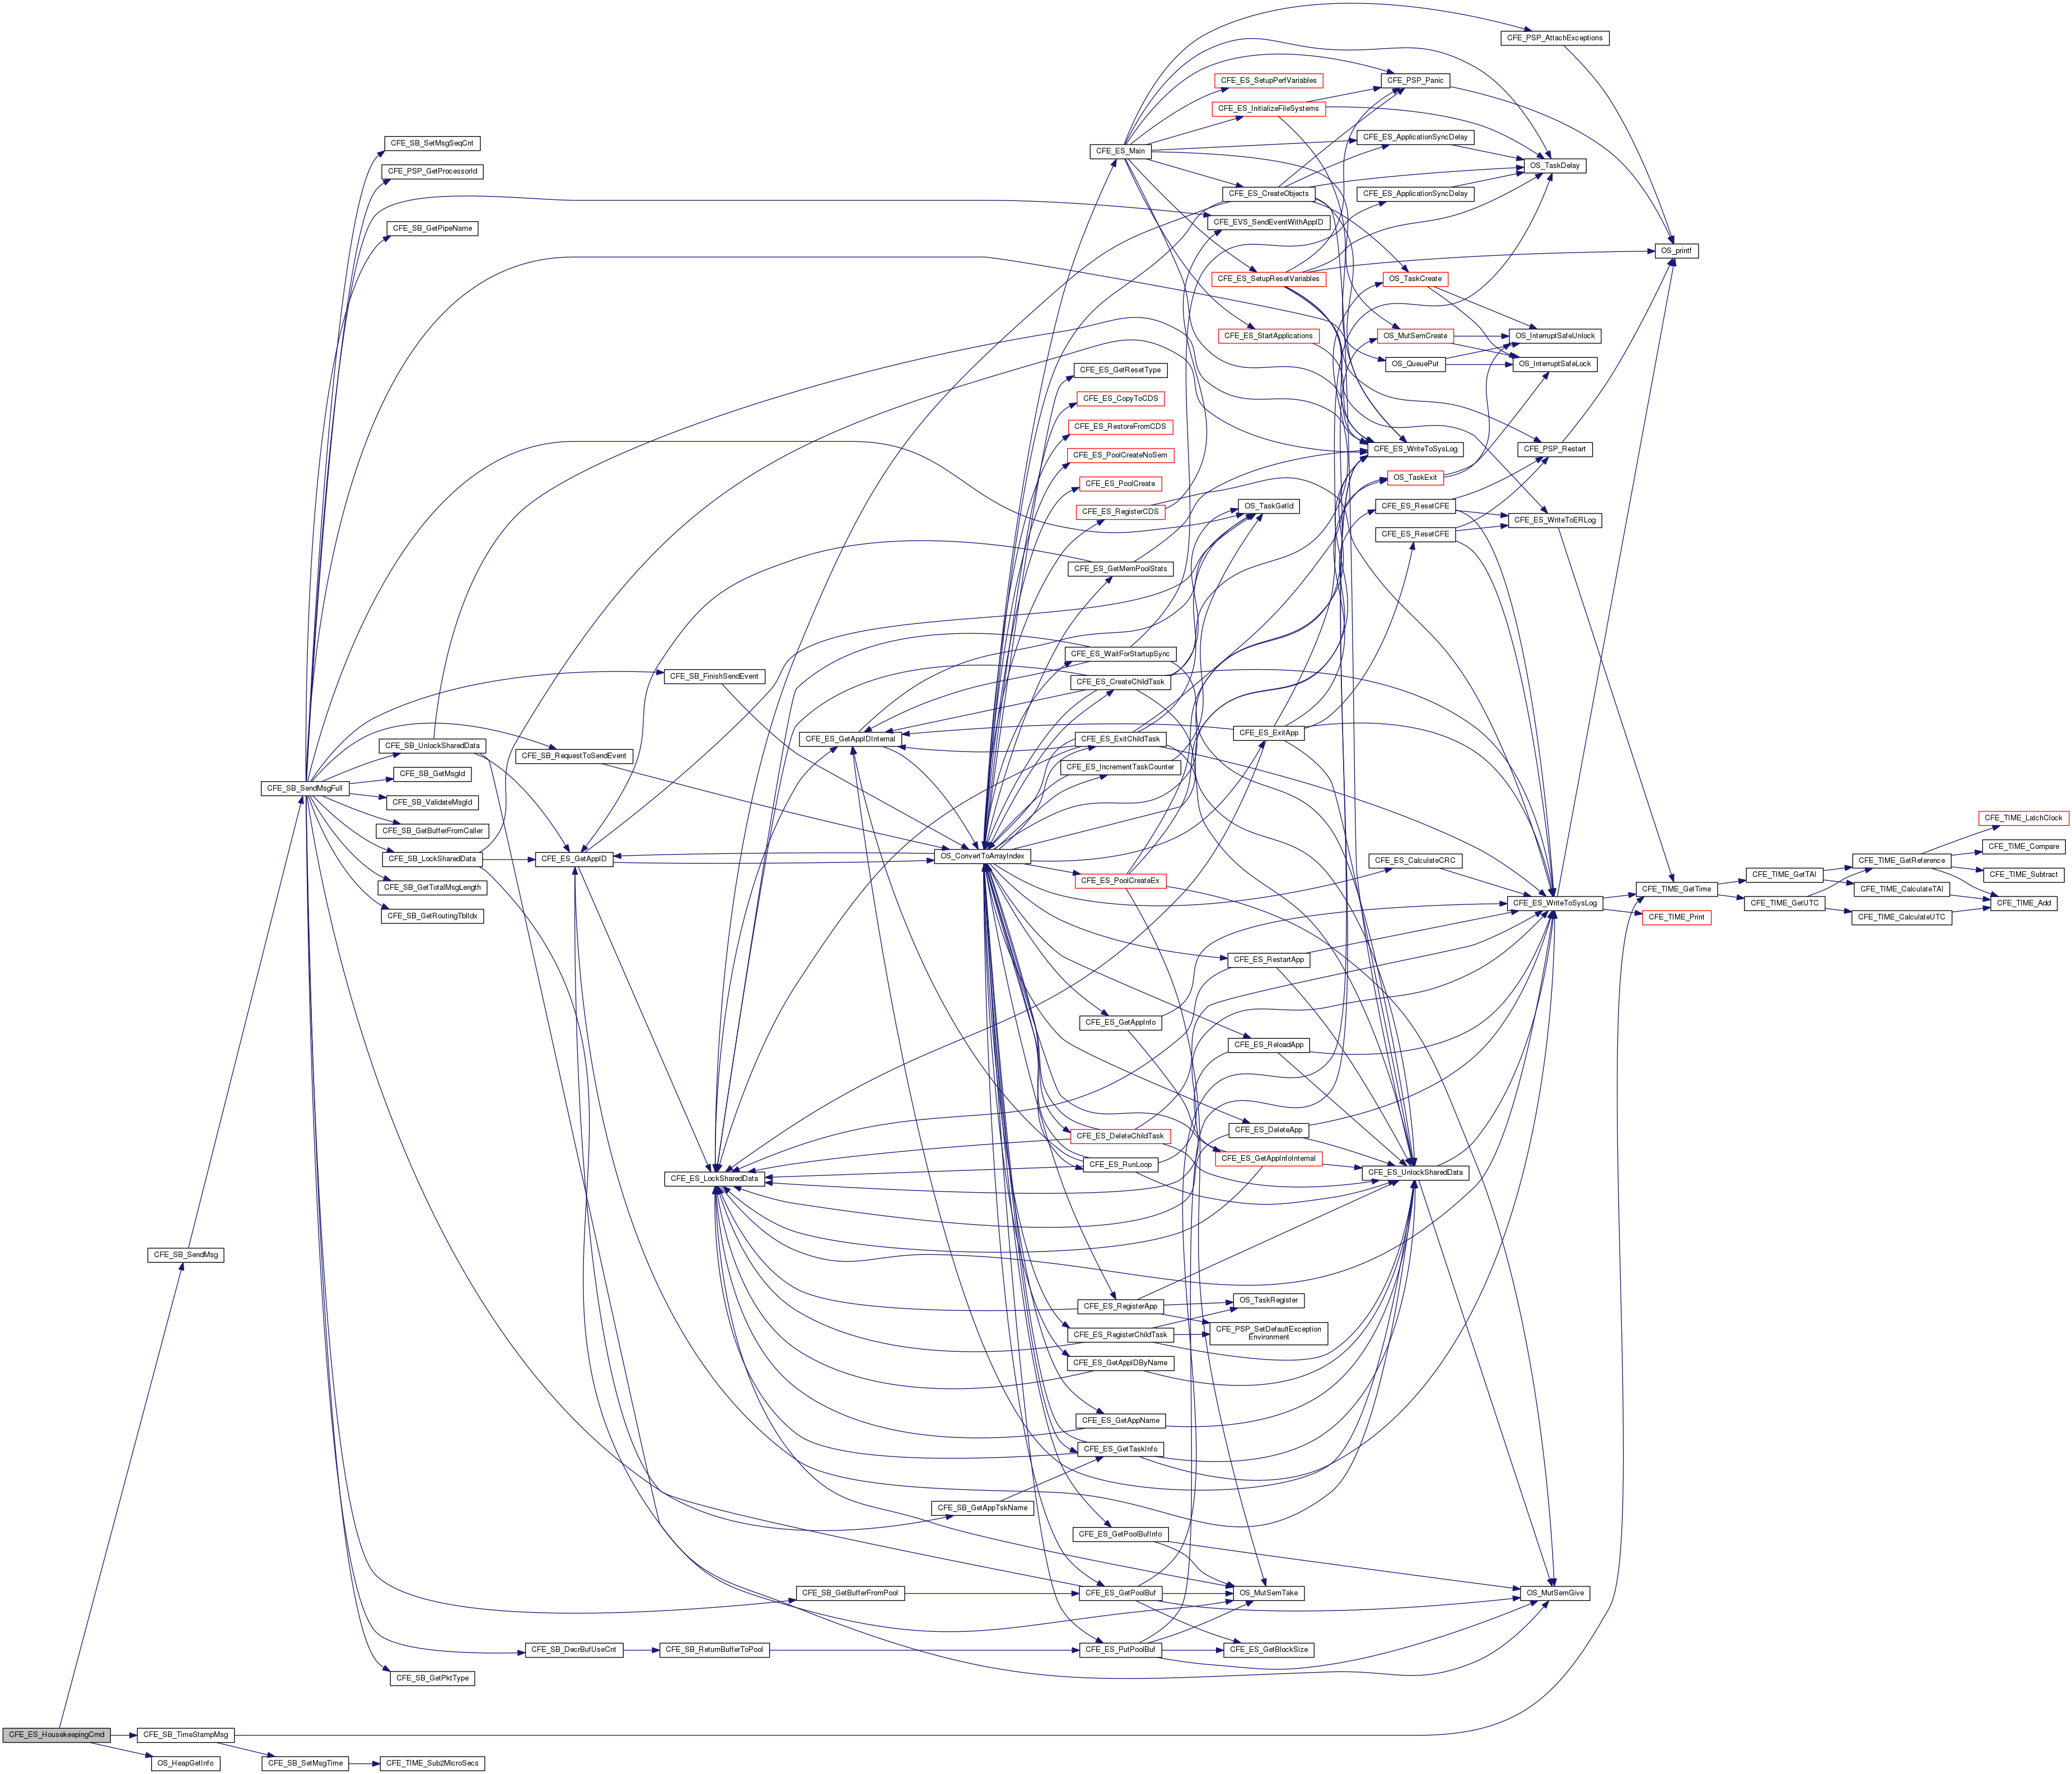 CFE_PSP_AttachExceptions
CFE_ES_SetupPerfVariables
CFE_PSP_Panic
CFE_ES_InitializeFileSystems
CFE_SB_SetMsgSeqCnt
CFE_ES_ApplicationSyncDelay
CFE_ES_Main
CFE_PSP_GetProcessorId
OS_TaskDelay
CFE_ES_CreateObjects
CFE_ES_ApplicationSyncDelay
CFE_SB_GetPipeName
CFE_EVS_SendEventWithAppID
OS_printf
CFE_ES_SetupResetVariables
OS_TaskCreate
CFE_ES_StartApplications
OS_MutSemCreate
OS_InterruptSafeUnlock
OS_QueuePut
OS_InterruptSafeLock
CFE_ES_GetResetType
CFE_ES_CopyToCDS
CFE_ES_RestoreFromCDS
CFE_ES_WriteToSysLog
CFE_PSP_Restart
CFE_ES_PoolCreateNoSem
OS_TaskExit
CFE_ES_PoolCreate
OS_TaskGetId
CFE_ES_ResetCFE
CFE_ES_RegisterCDS
CFE_ES_WriteToERLog
CFE_ES_ResetCFE
CFE_ES_GetMemPoolStats
CFE_ES_WaitForStartupSync
CFE_SB_FinishSendEvent
CFE_ES_CreateChildTask
CFE_ES_GetAppIDInternal
CFE_ES_ExitChildTask
CFE_ES_ExitApp
CFE_SB_UnlockSharedData
CFE_SB_RequestToSendEvent
CFE_ES_IncrementTaskCounter
CFE_SB_GetMsgId
CFE_SB_SendMsgFull
CFE_SB_ValidateMsgId
CFE_TIME_LatchClock
CFE_SB_GetBufferFromCaller
CFE_TIME_Compare
CFE_SB_LockSharedData
CFE_ES_GetAppID
OS_ConvertToArrayIndex
CFE_ES_CalculateCRC
CFE_TIME_GetReference
CFE_TIME_GetTAI
CFE_TIME_Subtract
CFE_SB_GetTotalMsgLength
CFE_ES_PoolCreateEx
CFE_TIME_GetTime
CFE_TIME_CalculateTAI
CFE_ES_WriteToSysLog
CFE_TIME_GetUTC
CFE_TIME_Add
CFE_SB_GetRoutingTblIdx
CFE_TIME_Print
CFE_TIME_CalculateUTC
CFE_ES_RestartApp
CFE_ES_GetAppInfo
CFE_ES_ReloadApp
CFE_ES_DeleteApp
CFE_ES_DeleteChildTask
CFE_ES_GetAppInfoInternal
CFE_ES_RunLoop
CFE_ES_UnlockSharedData
CFE_ES_LockSharedData
CFE_SB_SendMsg
OS_TaskRegister
CFE_ES_RegisterApp
CFE_PSP_SetDefaultException
Environment
CFE_ES_RegisterChildTask
CFE_ES_GetAppIDByName
CFE_ES_GetAppName
CFE_ES_GetTaskInfo
CFE_SB_GetAppTskName
CFE_ES_GetPoolBufInfo
CFE_SB_GetBufferFromPool
CFE_ES_GetPoolBuf
OS_MutSemTake
OS_MutSemGive
CFE_SB_DecrBufUseCnt
CFE_SB_ReturnBufferToPool
CFE_ES_PutPoolBuf
CFE_ES_GetBlockSize
CFE_SB_GetPktType
CFE_ES_HousekeepingCmd
CFE_SB_TimeStampMsg
OS_HeapGetInfo
CFE_SB_SetMsgTime
CFE_TIME_Sub2MicroSecs